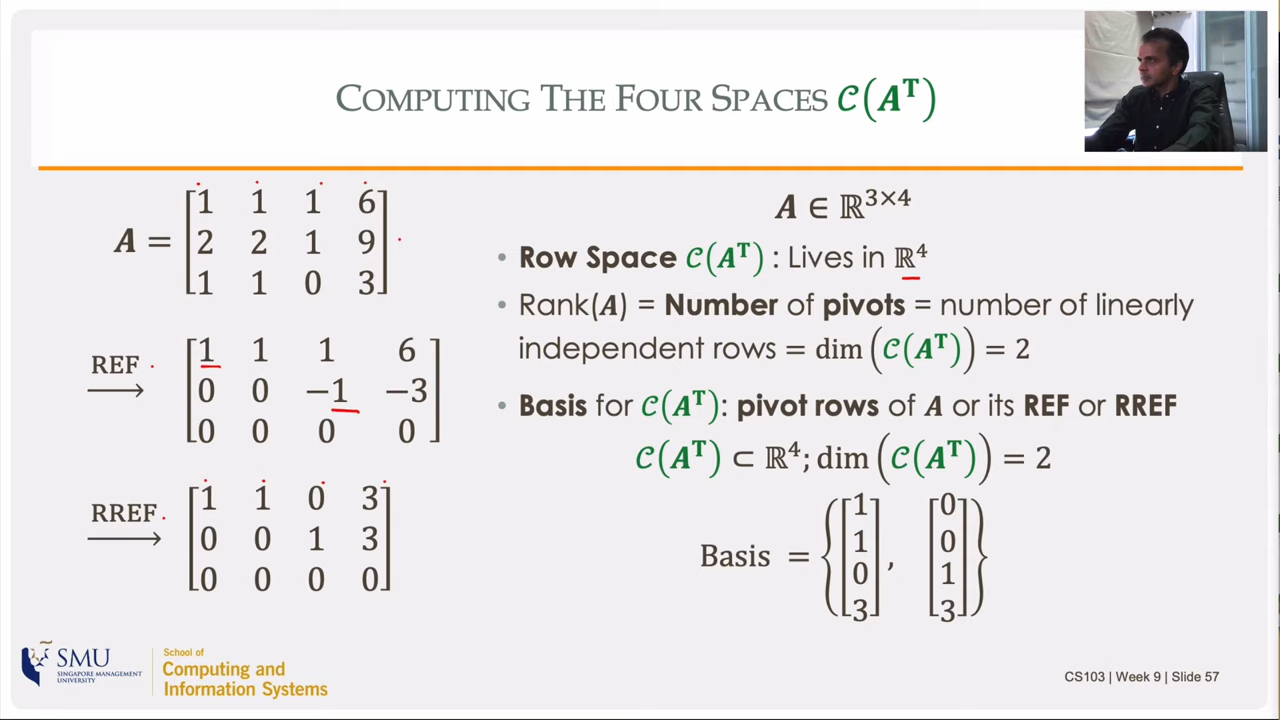 COMPUTING THE FOUR SPACES 𝓒(𝑨ᵀ)
𝑨 = [1 1 1 6
2 2 1 9
1 1 0 3]
REF → [1 1 1 6
0 0 −1 −3
0 0 0 0]
RREF → [1 1 0 3
0 0 1 3
0 0 0 0]
𝑨 ∈ ℝ³ˣ⁴
• Row Space 𝓒(𝑨ᵀ) : Lives in ℝ⁴
• Rank(𝑨) = Number of pivots = number of linearly
independent rows = dim (𝓒(𝑨ᵀ)) = 2
• Basis for 𝓒(𝑨ᵀ): pivot rows of 𝑨 or its REF or RREF
𝓒(𝑨ᵀ) ⊂ ℝ⁴; dim (𝓒(𝑨ᵀ)) = 2
Basis = {[1 1 0 3], [0 0 1 3]}
SMU
SINGAPORE MANAGEMENT
UNIVERSITY
School of
Computing and
Information Systems
CS103 | Week 9 | Slide 57